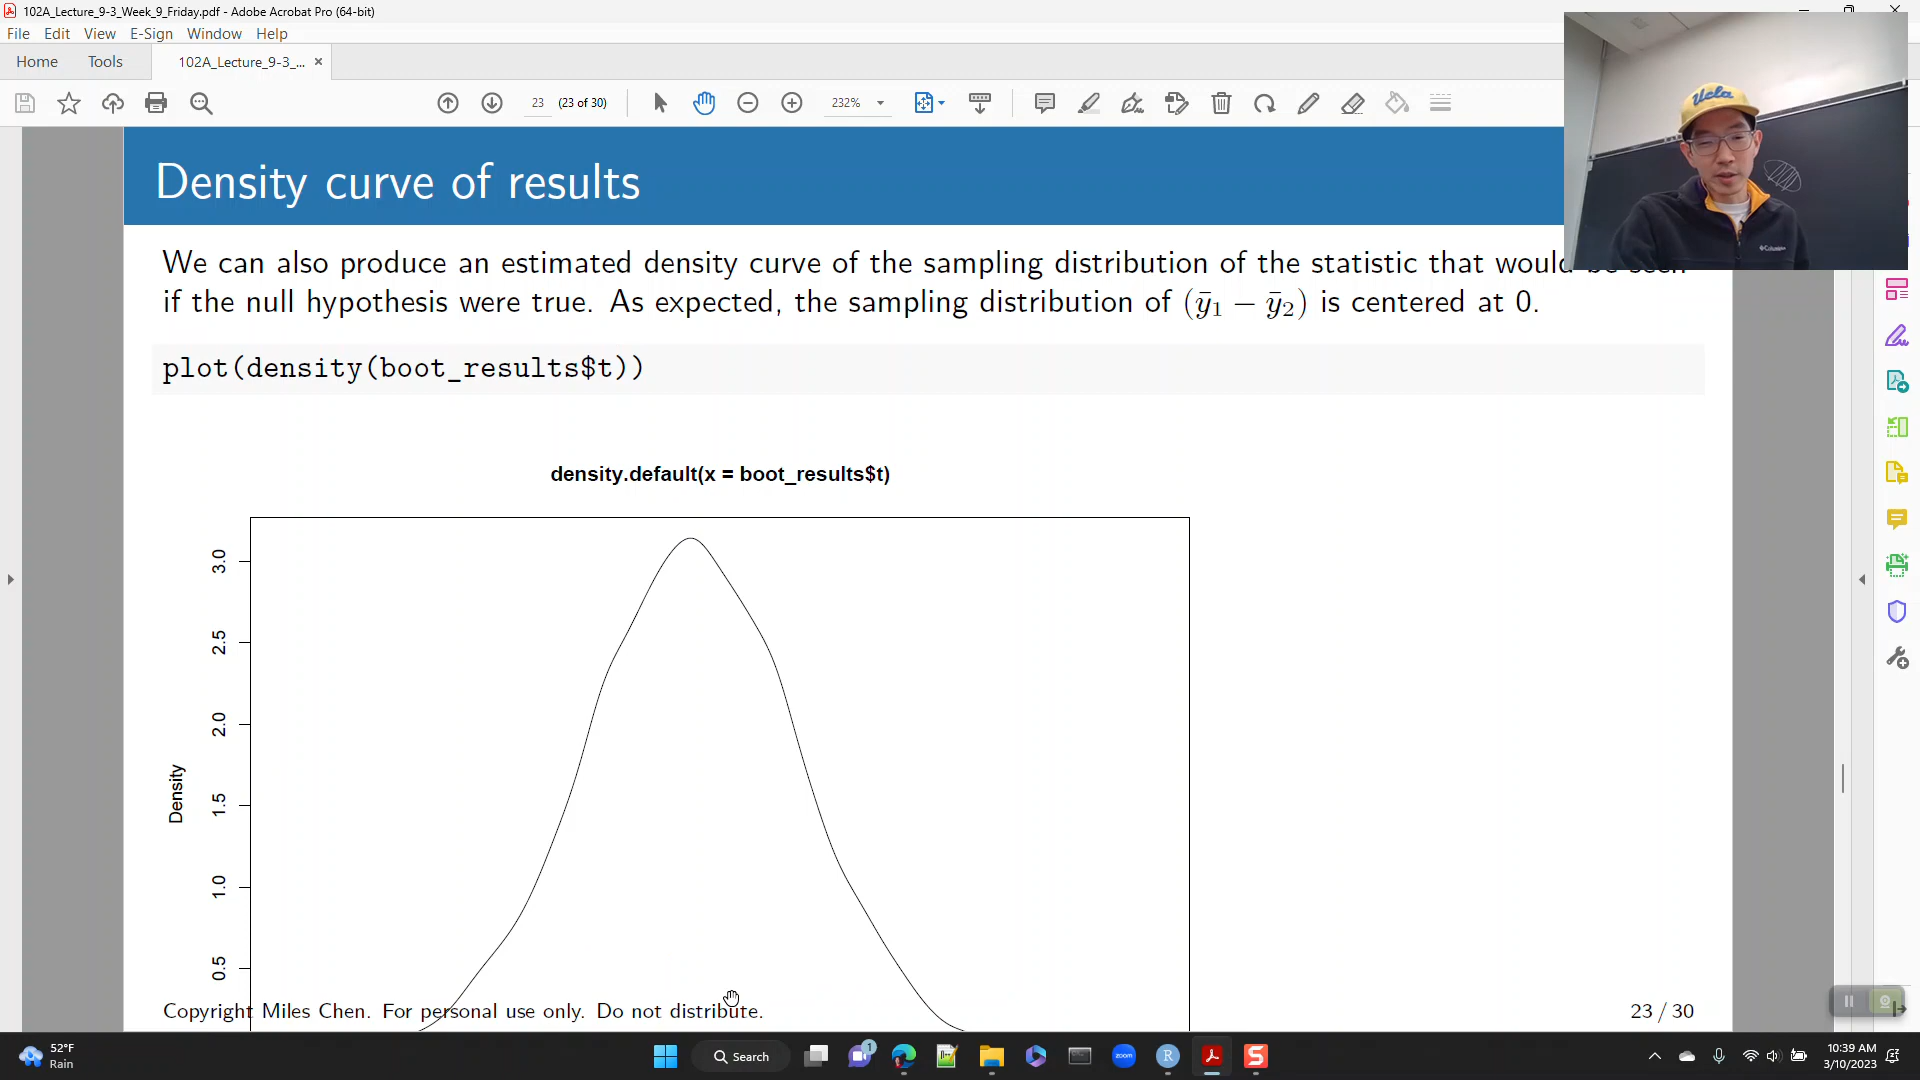 102A_Lecture_9-3_Week_9_Friday.pdf - Adobe Acrobat Pro (64-bit)
File Edit View E-Sign Window Help
Home Tools 102A_Lecture_9-3_...
23 (23 of 30) 232%
Ucla
Columbia
Density curve of results
We can also produce an estimated density curve of the sampling distribution of the statistic that would be seen
if the null hypothesis were true. As expected, the sampling distribution of (ȳ₁ − ȳ₂) is centered at 0.
plot(density(boot_results$t))
density.default(x = boot_results$t)
3.0
2.5
2.0
1.5
1.0
0.5
Density
Copyright Miles Chen. For personal use only. Do not distribute.
23 / 30
52°F
Rain
Search
1
zoom
R
S
10:39 AM
3/10/2023